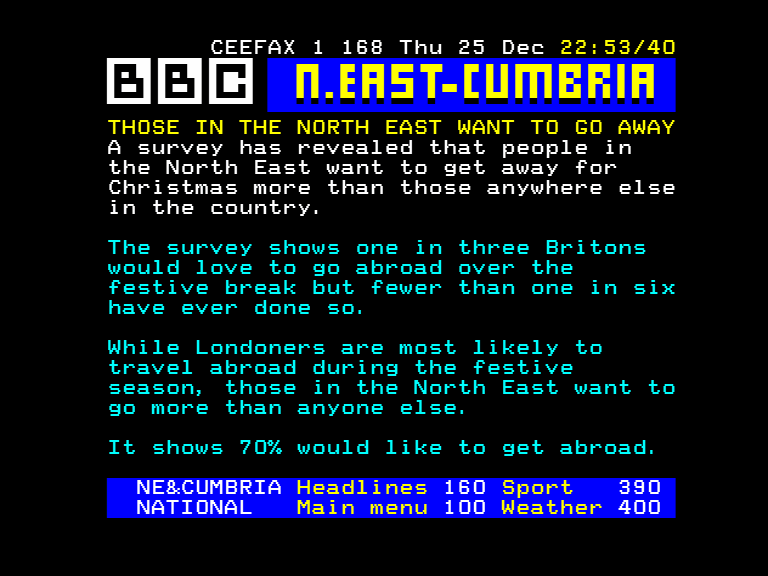 CEEFAX 1 168 Thu 25 Dec 22:53/40
BBC N.EAST-CUMBRIA
THOSE IN THE NORTH EAST WANT TO GO AWAY
A survey has revealed that people in
the North East want to get away for
Christmas more than those anywhere else
in the country.
The survey shows one in three Britons
would love to go abroad over the
festive break but fewer than one in six
have ever done so.
While Londoners are most likely to
travel abroad during the festive
season, those in the North East want to
go more than anyone else.
It shows 70% would like to get abroad.
NE&CUMBRIA Headlines 160 Sport 390
NATIONAL Main menu 100 Weather 400